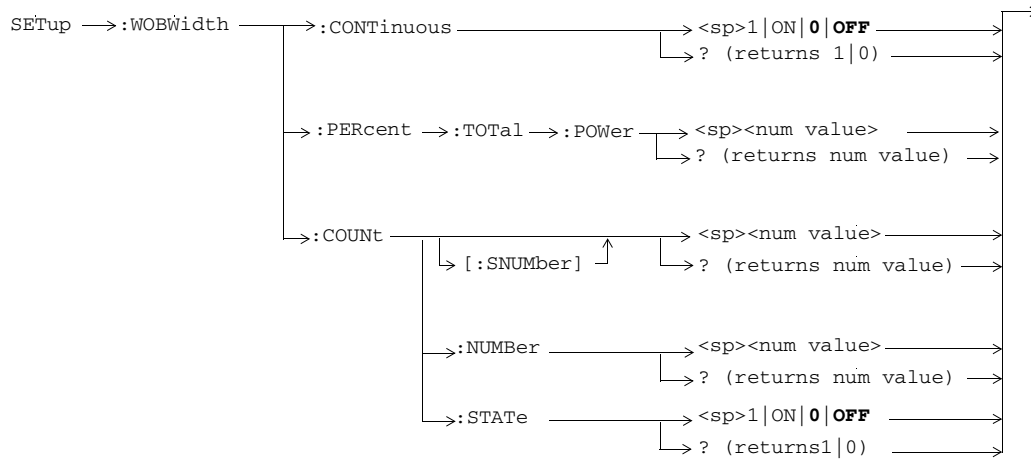 SETup :WOBWidth :CONTinuous <sp>1|ON|0|OFF
? (returns 1|0)
:PERcent :TOTal :POWer <sp><num value>
? (returns num value)
:COUNt <sp><num value>
[:SNUMber] ? (returns num value)
:NUMBer <sp><num value>
? (returns num value)
:STATe <sp>1|ON|0|OFF
? (returns1|0)